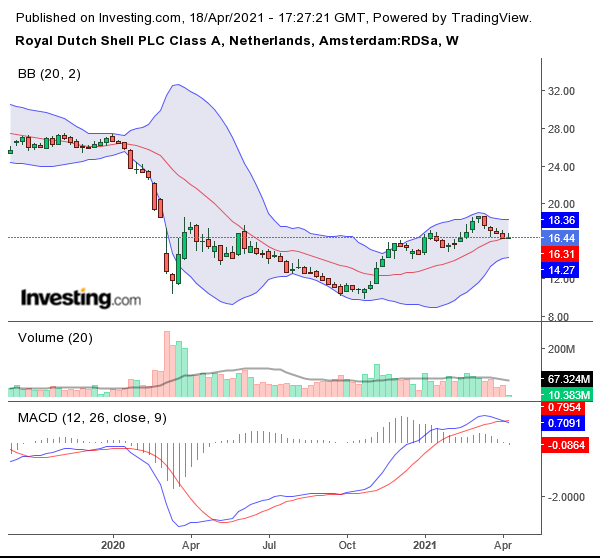 Published on Investing.com, 18/Apr/2021 - 17:27:21 GMT, Powered by TradingView.
Royal Dutch Shell PLC Class A, Netherlands, Amsterdam:RDSa, W
BB (20, 2)
32.00
28.00
24.00
20.00
18.36
16.44
16.31
14.27
12.00
8.00
Investing.com
Volume (20)
200M
67.324M
10.383M
MACD (12, 26, close, 9)
0.7954
0.7091
-0.0864
-2.0000
2020 Apr Jul Oct 2021 Apr